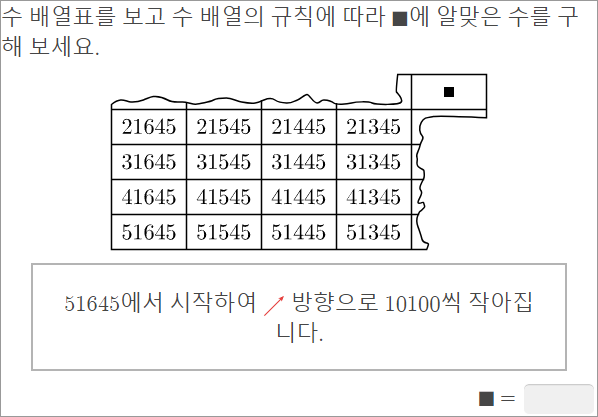 수 배열표를 보고 수 배열의 규칙에 따라 ■에 알맞은 수를 구
해 보세요.
■
21645 21545 21445 21345
31645 31545 31445 31345
41645 41545 41445 41345
51645 51545 51445 51345
51645에서 시작하여 ↗ 방향으로 10100씩 작아집
니다.
■ =